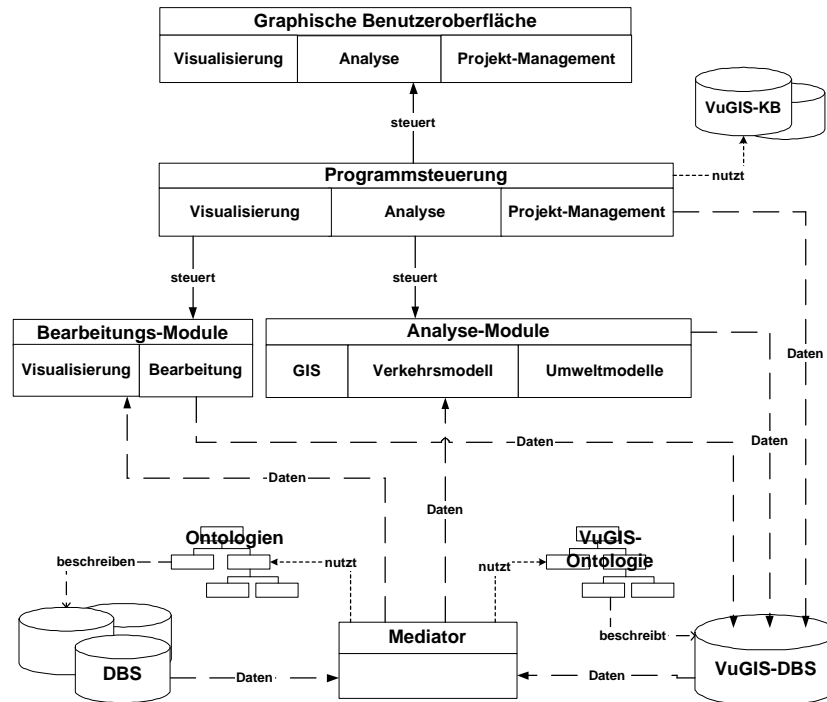 Graphische Benutzeroberfläche
Visualisierung Analyse Projekt-Management
VuGIS-KB
steuert
nutzt
Programmsteuerung
Visualisierung Analyse Projekt-Management
steuert steuert
Bearbeitungs-Module Analyse-Module
Daten
Visualisierung Bearbeitung GIS Verkehrsmodell Umweltmodelle
Daten Daten
Daten
Daten
Ontologien VuGIS-
Ontologie
beschreiben nutzt nutzt
Mediator beschreibt
DBS Daten Daten VuGIS-DBS